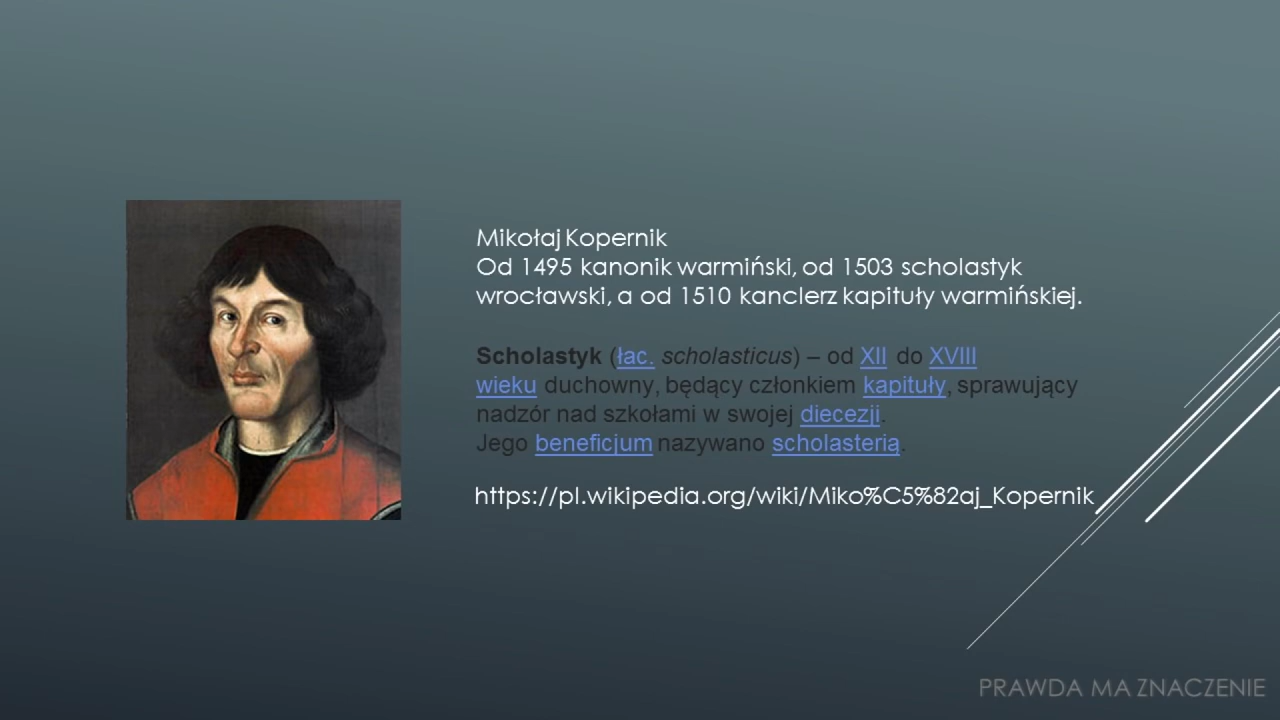 Mikołaj Kopernik
Od 1495 kanonik warmiński, od 1503 scholastyk
wrocławski, a od 1510 kanclerz kapituły warmińskiej.
Scholastyk (łac. scholasticus) – od XII do XVIII
wieku duchowny, będący członkiem kapituły, sprawujący
nadzór nad szkołami w swojej diecezji.
Jego beneficjum nazywano scholasterią.
https://pl.wikipedia.org/wiki/Miko%C5%82aj_Kopernik
PRAWDA MA ZNACZENIE